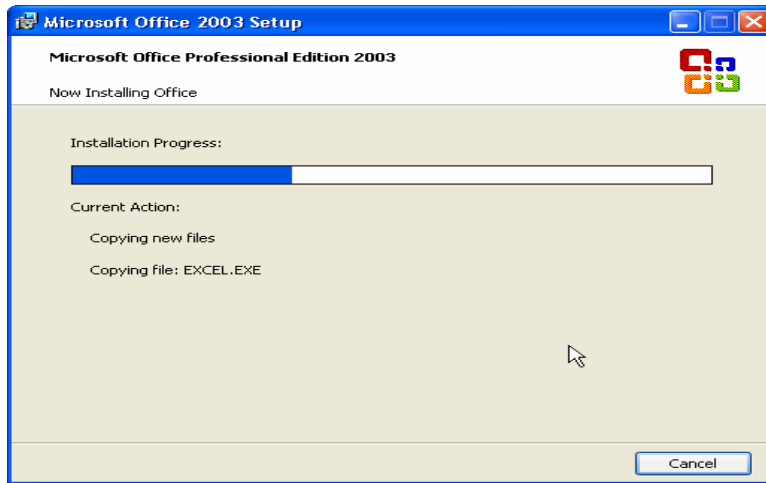 Microsoft Office 2003 Setup
Microsoft Office Professional Edition 2003
Now Installing Office
Installation Progress:
Current Action:
Copying new files
Copying file: EXCEL.EXE
Cancel